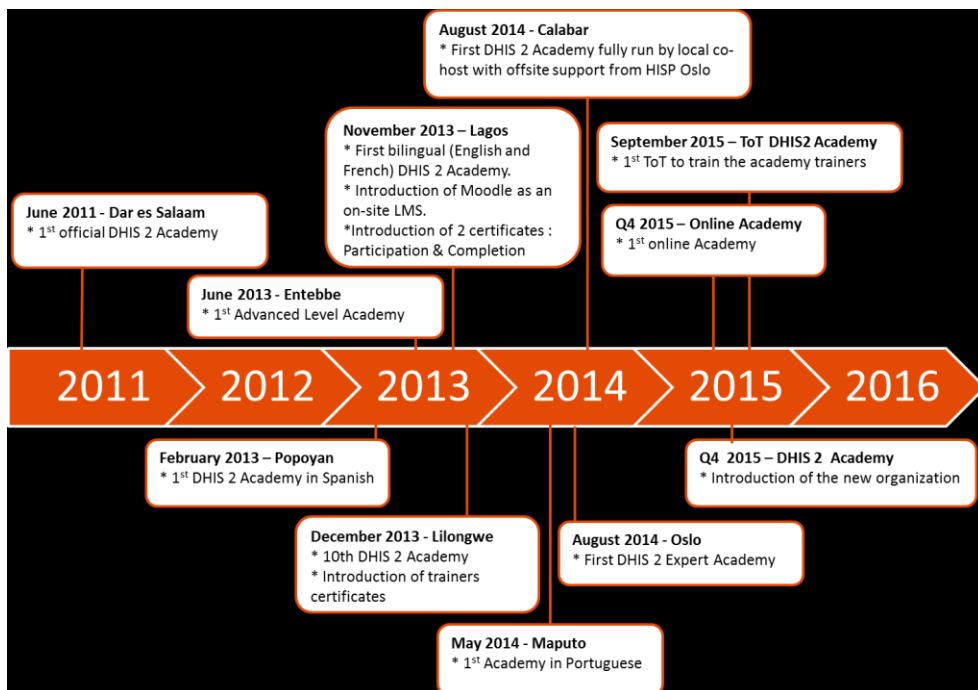 August 2014 - Calabar
* First DHIS 2 Academy fully run by local co-
host with offsite support from HISP Oslo
November 2013 – Lagos
* First bilingual (English and
French) DHIS 2 Academy.
* Introduction of Moodle as an
on-site LMS.
*Introduction of 2 certificates :
Participation & Completion
September 2015 – ToT DHIS2 Academy
* 1st ToT to train the academy trainers
June 2011 - Dar es Salaam
* 1st official DHIS 2 Academy
Q4 2015 – Online Academy
* 1st online Academy
June 2013 - Entebbe
* 1st Advanced Level Academy
2011
2012
2013
2014
2015
2016
February 2013 – Popoyan
* 1st DHIS 2 Academy in Spanish
Q4 2015 – DHIS 2 Academy
* Introduction of the new organization
December 2013 - Lilongwe
* 10th DHIS 2 Academy
* Introduction of trainers
certificates
August 2014 - Oslo
* First DHIS 2 Expert Academy
May 2014 - Maputo
* 1st Academy in Portuguese